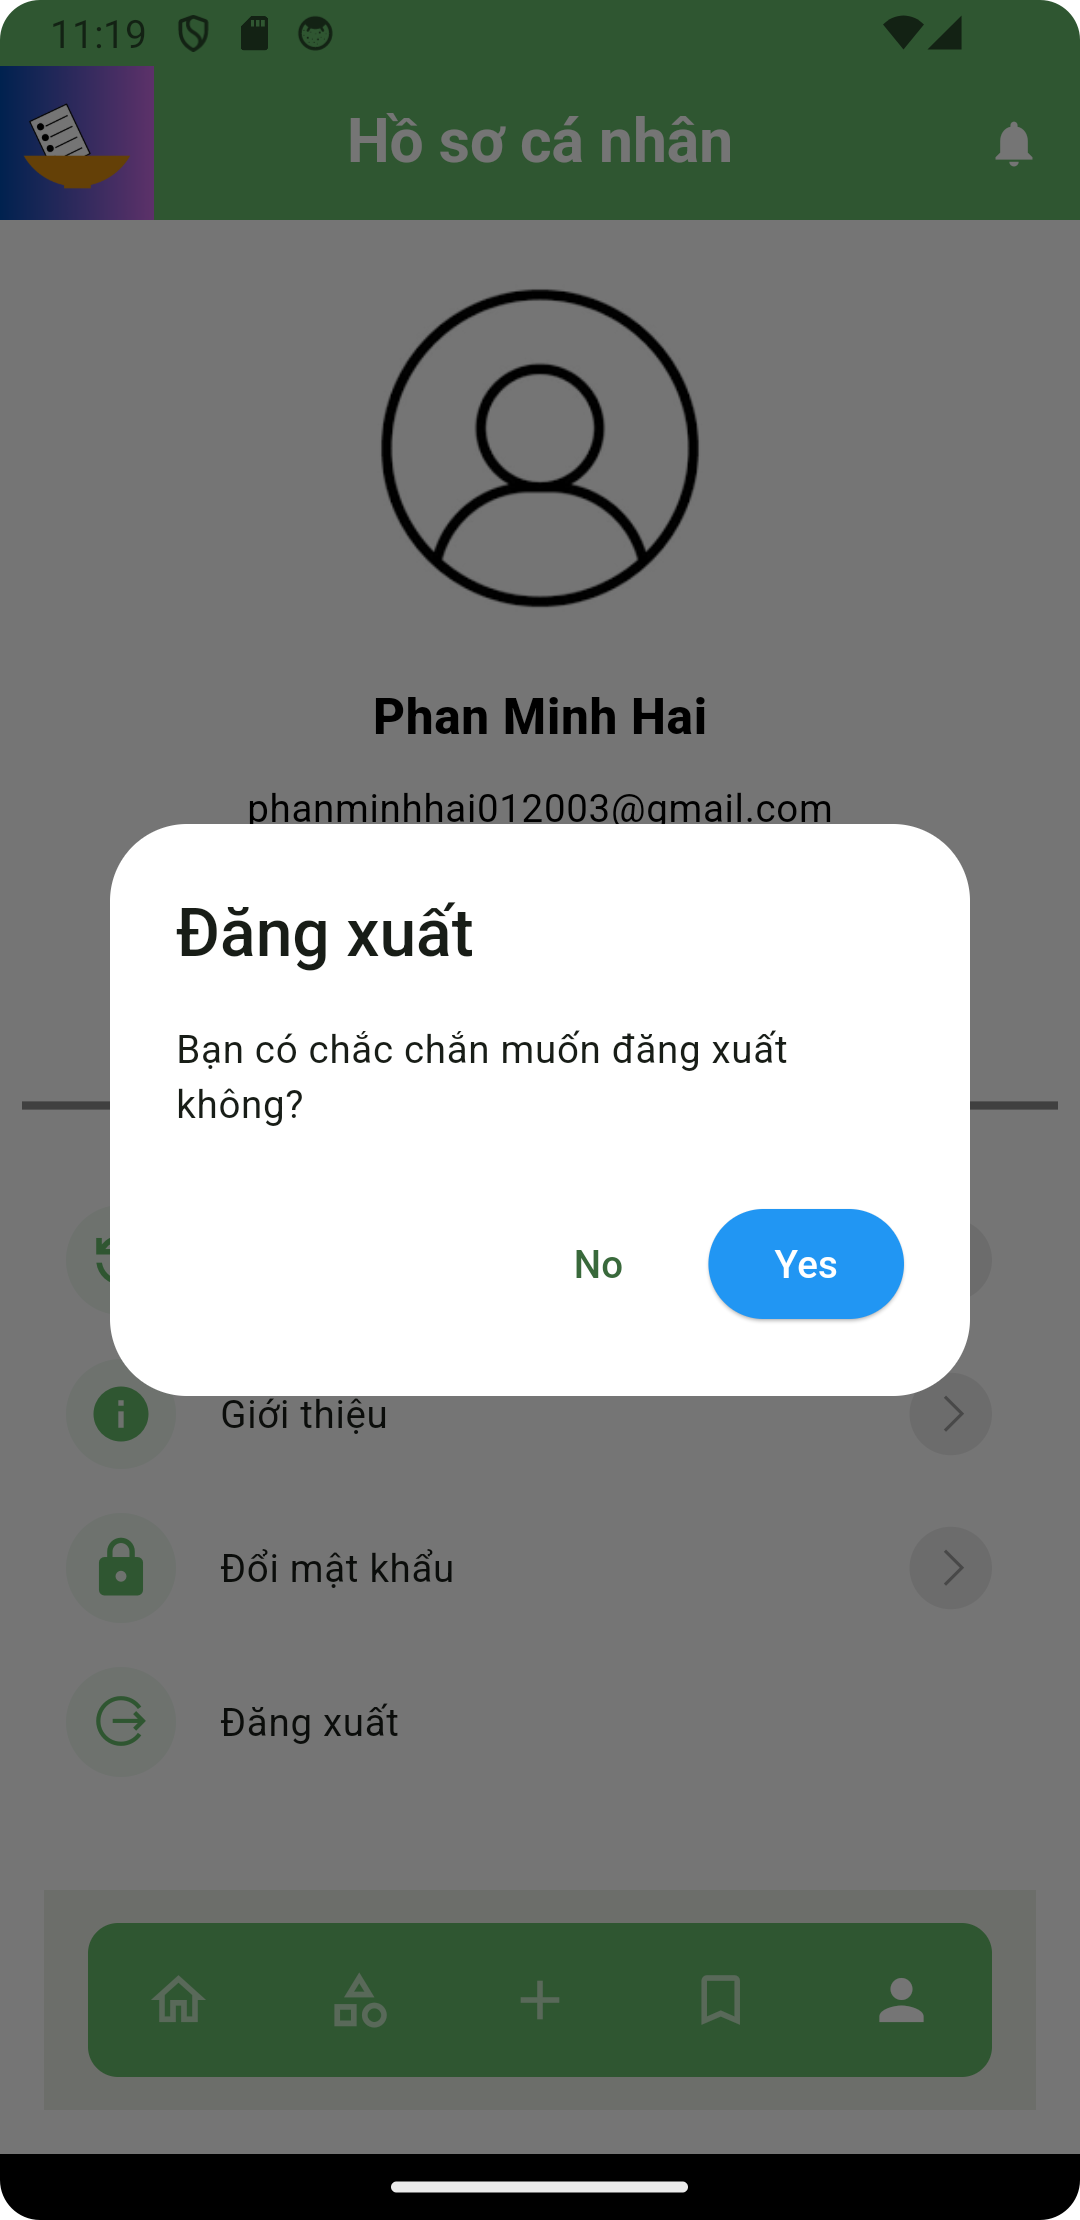 11:19
Hồ sơ cá nhân
Phan Minh Hai
phanminhhai012003@gmail.com
Đăng xuất
Bạn có chắc chắn muốn đăng xuất
không?
No
Yes
Giới thiệu
Đổi mật khẩu
Đăng xuất